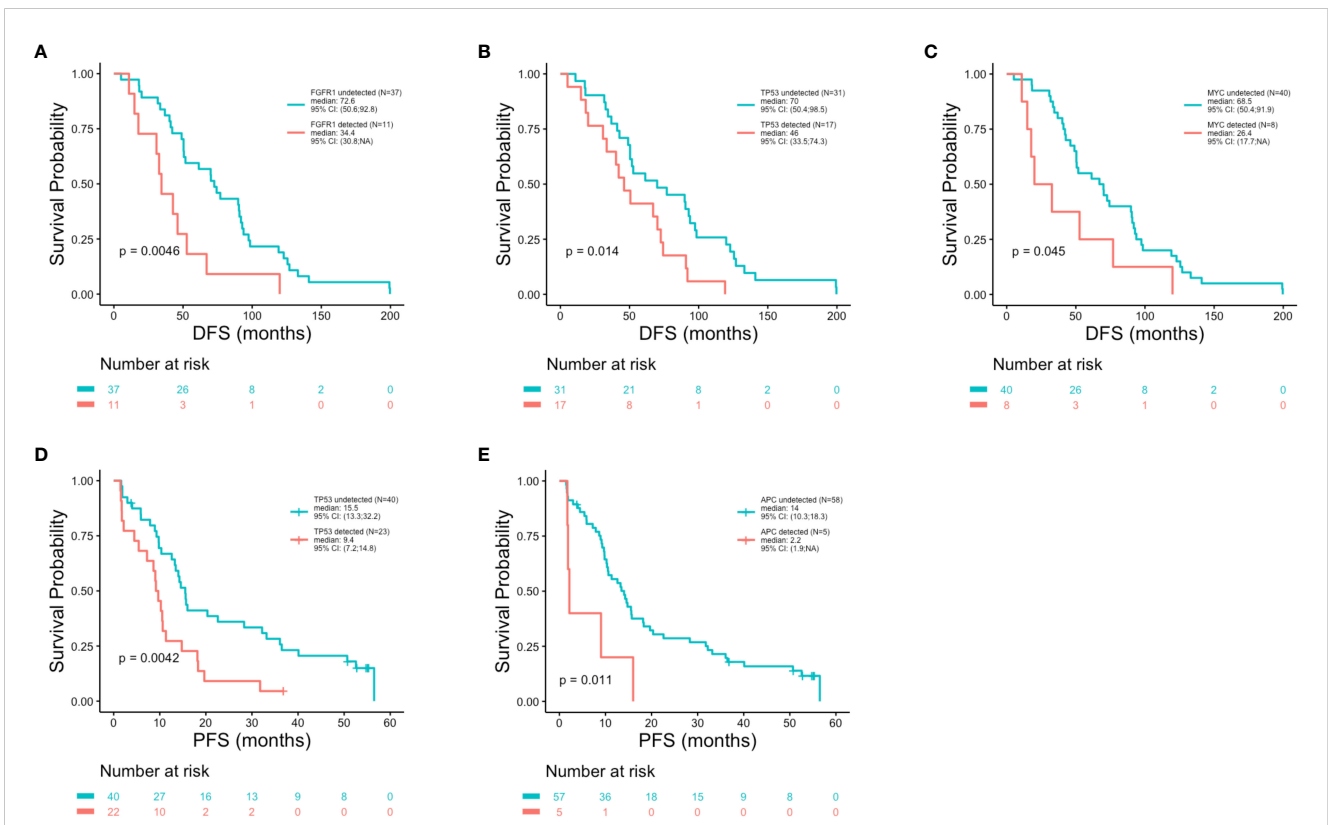 A
1.00
0.75
0.50
0.25
0.00
Survival Probability
FGFR1 undetected (N=37)
median: 72.6
95% CI: (50.6;92.8)
FGFR1 detected (N=11)
median: 34.4
95% CI: (30.8;NA)
p = 0.0046
0 50 100 150 200
DFS (months)
Number at risk
37 26 8 2 0
11 3 1 0 0
B
1.00
0.75
0.50
0.25
0.00
Survival Probability
TP53 undetected (N=31)
median: 70
95% CI: (50.4;98.5)
TP53 detected (N=17)
median: 46
95% CI: (33.5;74.3)
p = 0.014
0 50 100 150 200
DFS (months)
Number at risk
31 21 8 2 0
17 8 1 0 0
C
1.00
0.75
0.50
0.25
0.00
Survival Probability
MYC undetected (N=40)
median: 68.5
95% CI: (50.4;91.9)
MYC detected (N=8)
median: 26.4
95% CI: (17.7;NA)
p = 0.045
0 50 100 150 200
DFS (months)
Number at risk
40 26 8 2 0
8 3 1 0 0
D
1.00
0.75
0.50
0.25
0.00
Survival Probability
TP53 undetected (N=40)
median: 15.5
95% CI: (13.3;32.2)
TP53 detected (N=23)
median: 9.4
95% CI: (7.2;14.8)
p = 0.0042
0 10 20 30 40 50 60
PFS (months)
Number at risk
40 27 16 13 9 8 0
22 10 2 2 0 0 0
E
1.00
0.75
0.50
0.25
0.00
Survival Probability
APC undetected (N=58)
median: 14
95% CI: (10.3;18.3)
APC detected (N=5)
median: 2.2
95% CI: (1.9;NA)
p = 0.011
0 10 20 30 40 50 60
PFS (months)
Number at risk
57 36 18 15 9 8 0
5 1 0 0 0 0 0